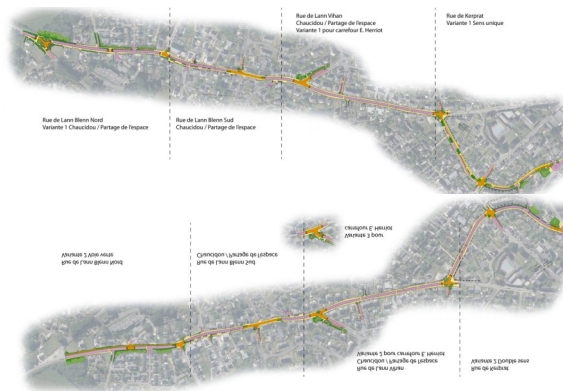 Rue de Lann Vihan
Chaucidou / Partage de l'espace
Variante 1 pour carrefour E. Herriot
Rue de Kerprat
Variante 1 Sens unique
Rue de Lann Blenn Nord
Variante 1 Chaucidou / Partage de l'espace
Rue de Lann Blenn Sud
Chaucidou / Partage de l'espace
Variante 3 pour
carrefour E. Herriot
Rue de Lann Blenn Nord
Variante 2 Voie verte
Rue de Lann Blenn Sud
Chaucidou / Partage de l'espace
Rue de Lann Vihan
Chaucidou / Partage de l'espace
Variante 2 pour carrefour E. Herriot
Rue de Kerprat
Variante 2 Double sens